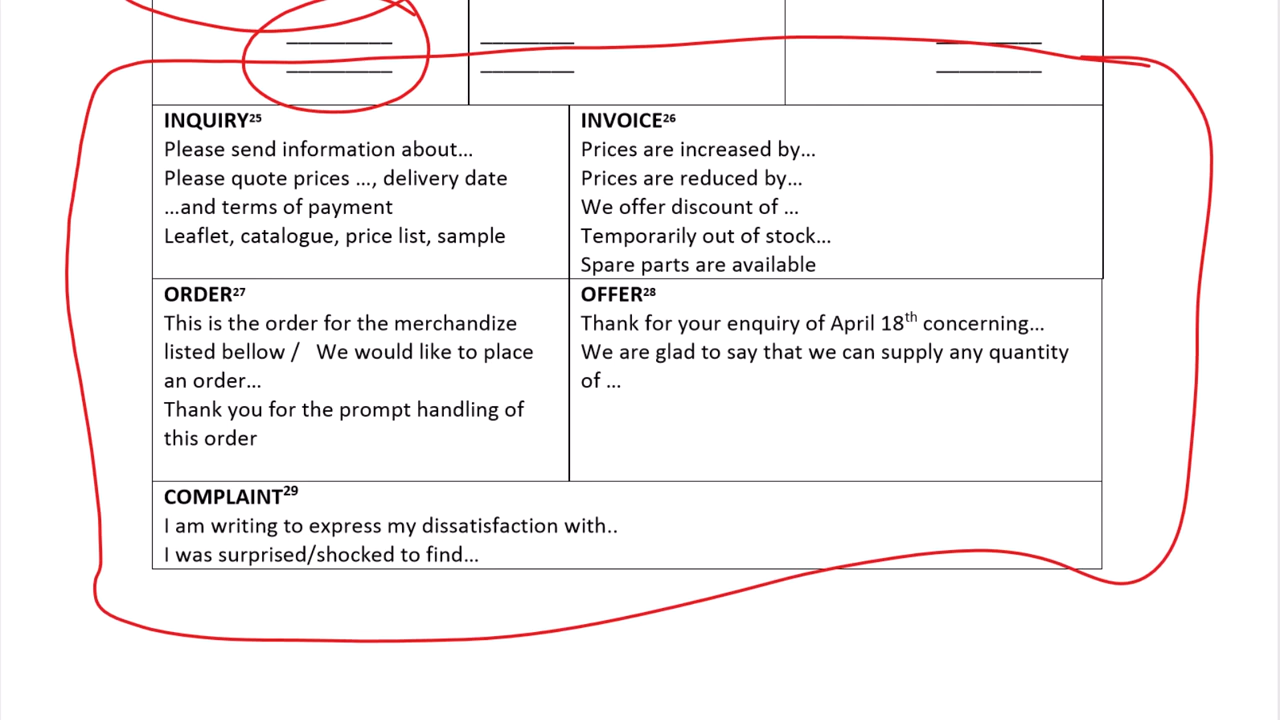 INQUIRY25
Please send information about...
Please quote prices ..., delivery date
...and terms of payment
Leaflet, catalogue, price list, sample
INVOICE26
Prices are increased by...
Prices are reduced by...
We offer discount of ...
Temporarily out of stock...
Spare parts are available
ORDER27
This is the order for the merchandize
listed bellow / We would like to place
an order...
Thank you for the prompt handling of
this order
OFFER28
Thank for your enquiry of April 18th concerning...
We are glad to say that we can supply any quantity
of ...
COMPLAINT29
I am writing to express my dissatisfaction with..
I was surprised/shocked to find...